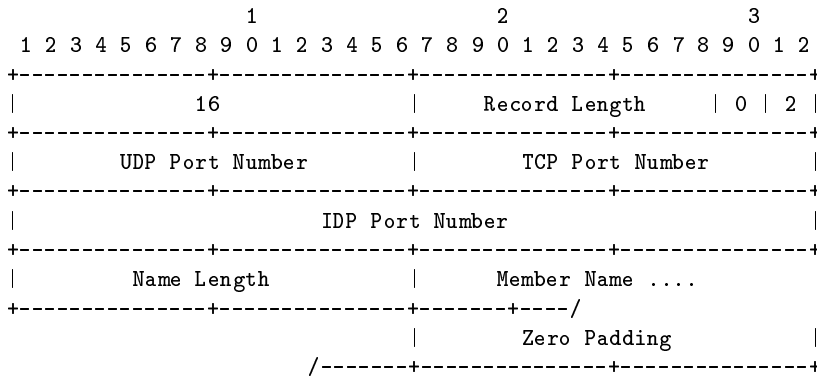 1 2 3
1 2 3 4 5 6 7 8 9 0 1 2 3 4 5 6 7 8 9 0 1 2 3 4 5 6 7 8 9 0 1 2
+---------------+---------------+---------------+---------------+
| 16 | Record Length | 0 | 2 |
+---------------+---------------+---------------+---------------+
| UDP Port Number | TCP Port Number |
+---------------+---------------+---------------+---------------+
| IDP Port Number |
+---------------+---------------+---------------+---------------+
| Name Length | Member Name ....
+---------------+---------------+-------+----/
| Zero Padding |
/-------+---------------+---------------+